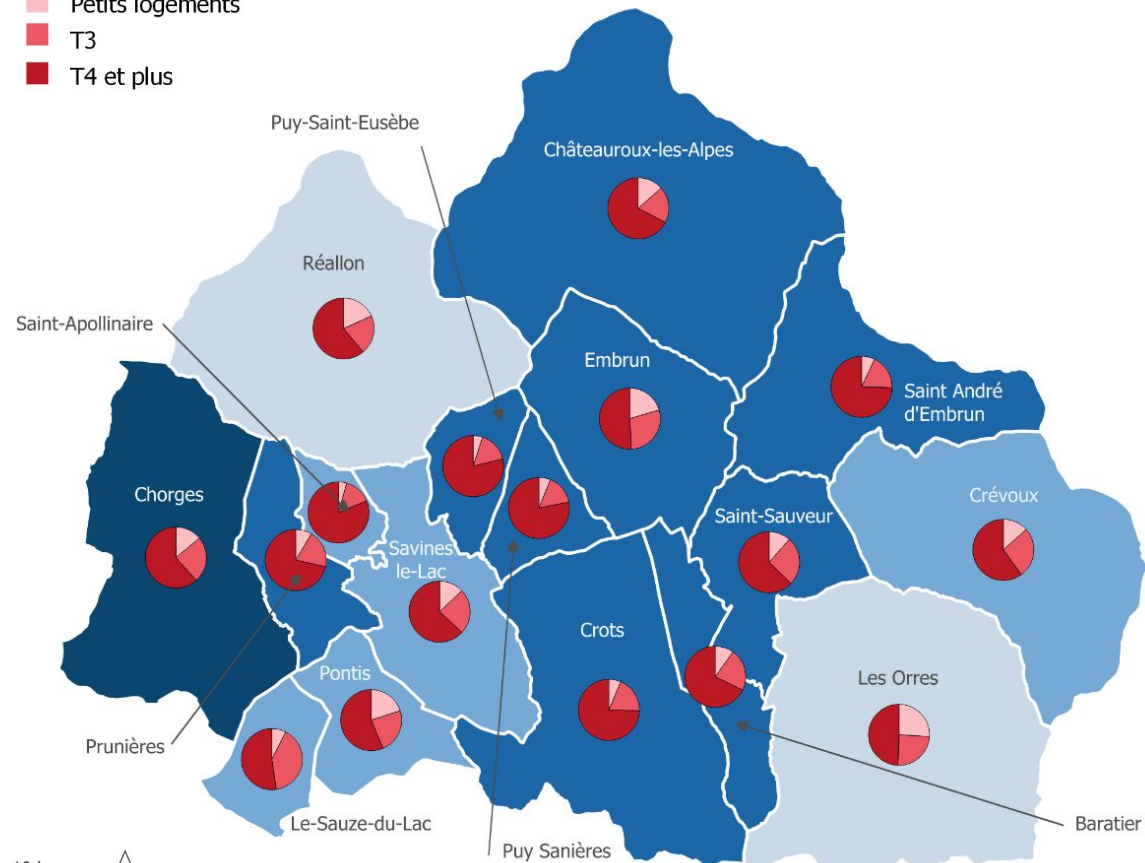 Petits logements
T3
T4 et plus
Puy-Saint-Eusèbe
Châteauroux-les-Alpes
Réallon
Saint-Apollinaire
Embrun
Saint André
d'Embrun
Chorges
Crévoux
Saint-Sauveur
Savines
le-Lac
Crots
Pontis
Les Orres
Prunières
Le-Sauze-du-Lac
Baratier
Puy Sanières